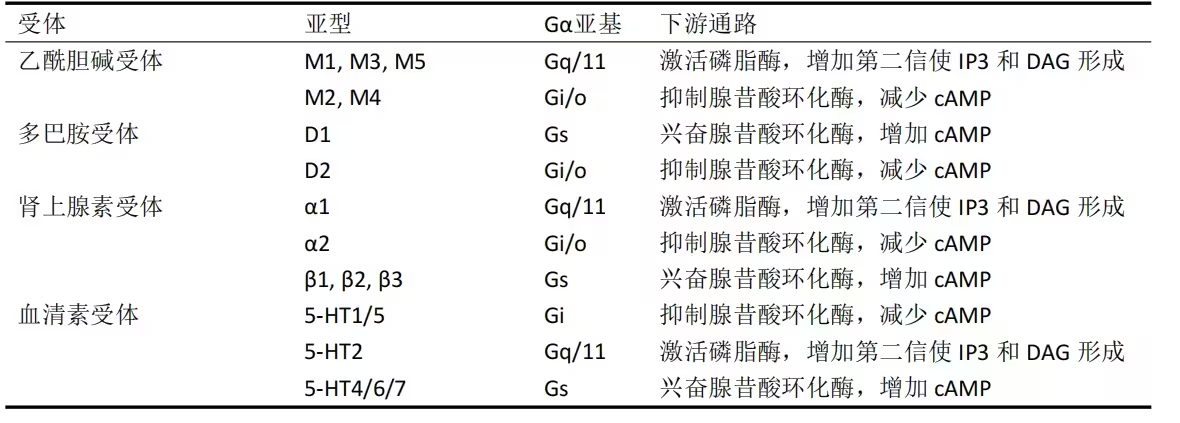 受体 亚型 Gα亚基 下游通路
乙酰胆碱受体 M1, M3, M5 Gq/11 激活磷脂酶，增加第二信使 IP3 和 DAG 形成
M2, M4 Gi/o 抑制腺昔酸环化酶，减少 cAMP
多巴胺受体 D1 Gs 兴奋腺昔酸环化酶，增加 cAMP
D2 Gi/o 抑制腺昔酸环化酶，减少 cAMP
肾上腺素受体 α1 Gq/11 激活磷脂酶，增加第二信使 IP3 和 DAG 形成
α2 Gi/o 抑制腺昔酸环化酶，减少 cAMP
β1, β2, β3 Gs 兴奋腺昔酸环化酶，增加 cAMP
血清素受体 5-HT1/5 Gi 抑制腺昔酸环化酶，减少 cAMP
5-HT2 Gq/11 激活磷脂酶，增加第二信使 IP3 和 DAG 形成
5-HT4/6/7 Gs 兴奋腺昔酸环化酶，增加 cAMP